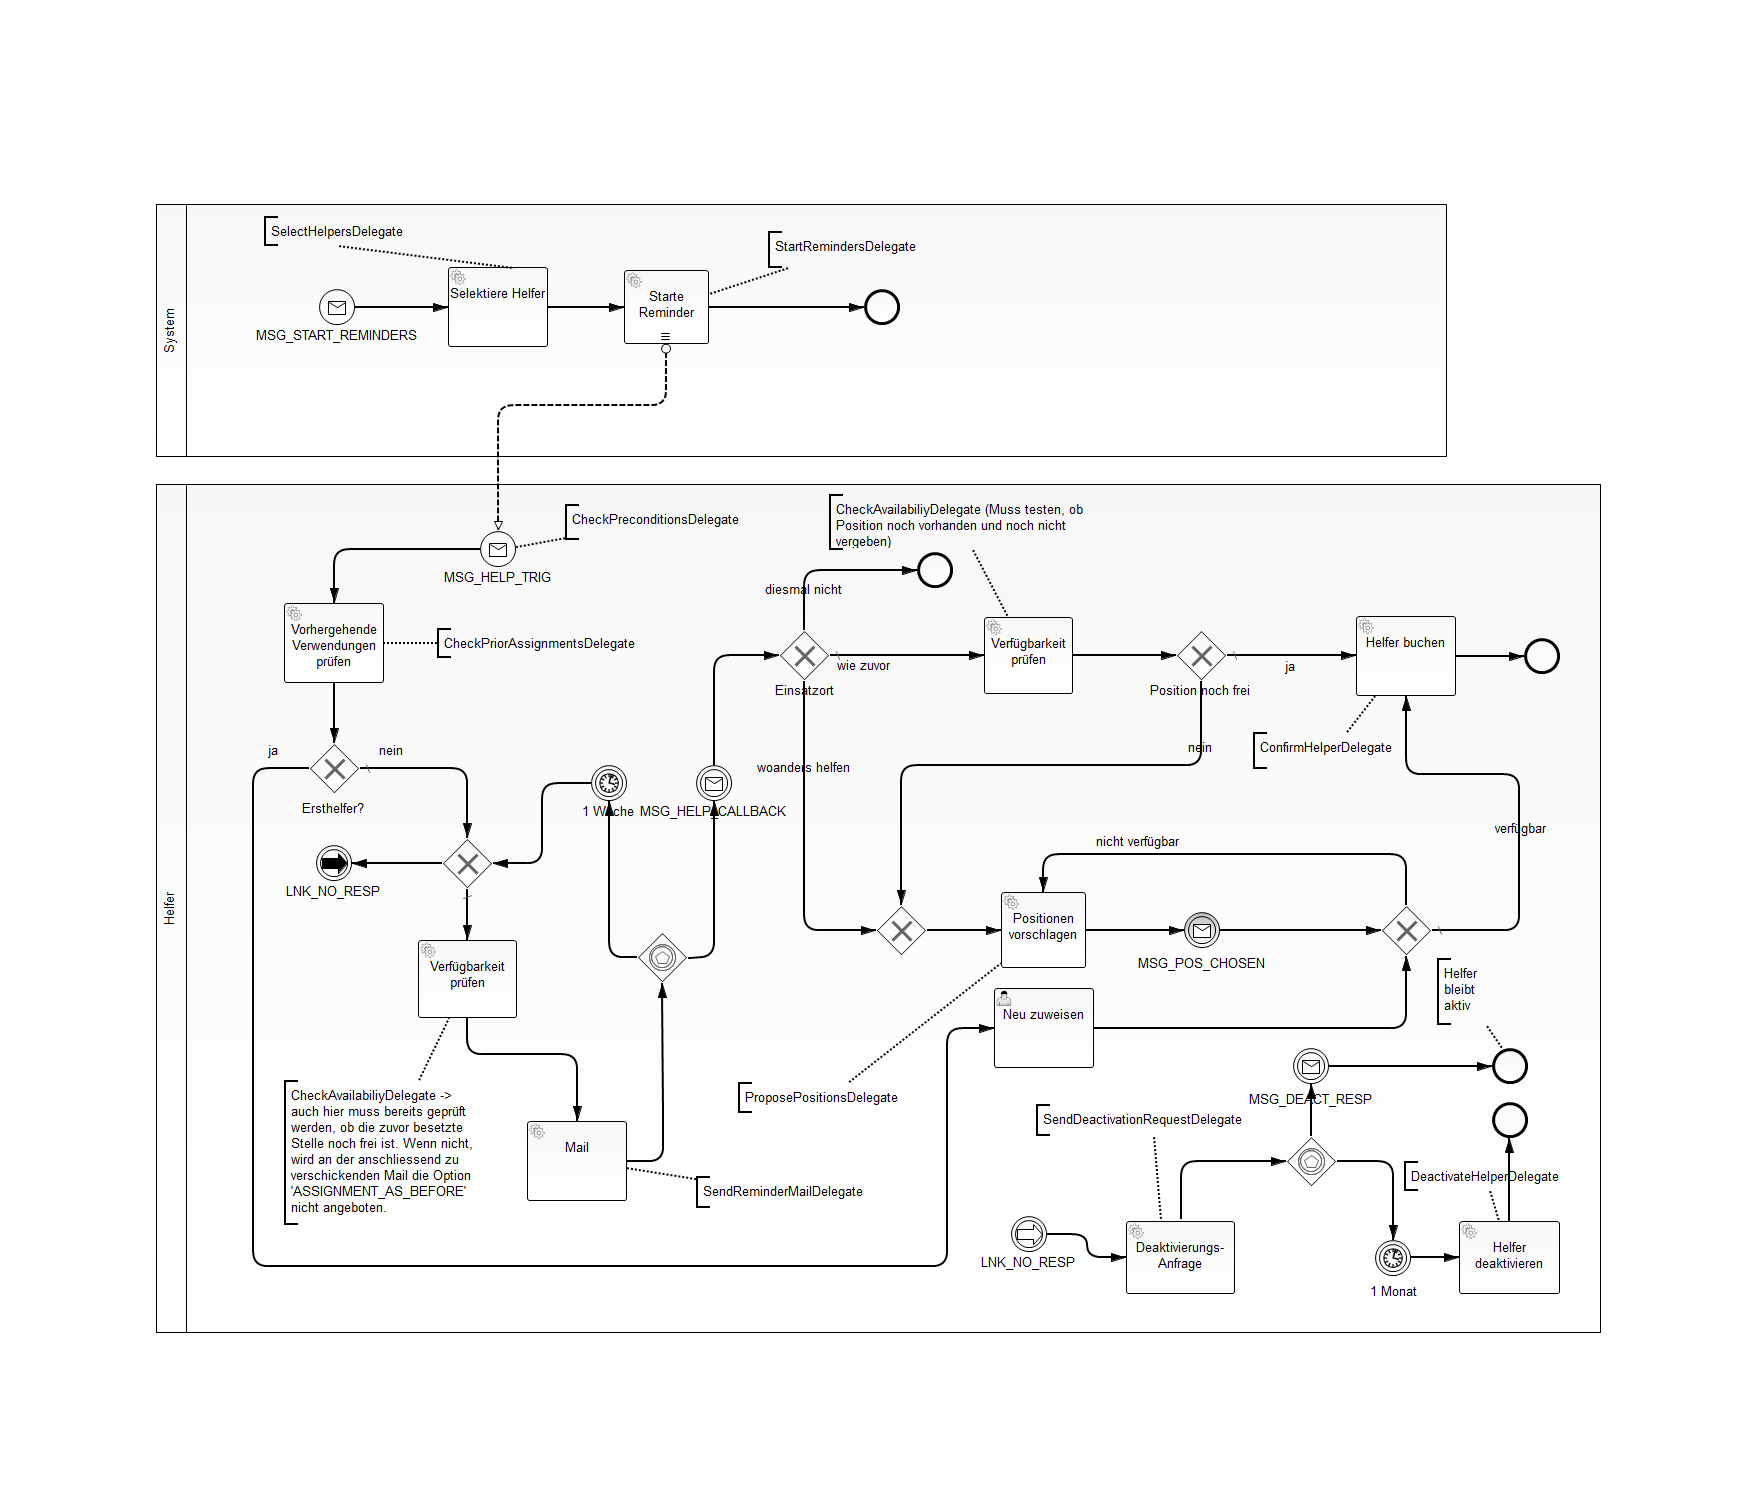 System
SelectHelpersDelegate
StartRemindersDelegate
Selektiere Helfer
Starte
Reminder
MSG_START_REMINDERS
Helfer
CheckPreconditionsDelegate
MSG_HELP_TRIG
CheckAvailabiliyDelegate (Muss testen, ob
Position noch vorhanden und noch nicht
vergeben)
diesmal nicht
Vorhergehende
Verwendungen
prüfen
CheckPriorAssignmentsDelegate
Verfügbarkeit
prüfen
Helfer buchen
wie zuvor
ja
Einsatzort
Position noch frei
ja
nein
nein
ConfirmHelperDelegate
woanders helfen
Ersthelfer?
1 Woche
MSG_HELP_CALLBACK
verfügbar
nicht verfügbar
LNK_NO_RESP
Positionen
vorschlagen
MSG_POS_CHOSEN
Verfügbarkeit
prüfen
Helfer
bleibt
aktiv
Neu zuweisen
CheckAvailabiliyDelegate ->
auch hier muss bereits geprüft
werden, ob die zuvor besetzte
Stelle noch frei ist. Wenn nicht,
wird an der anschliessend zu
verschickenden Mail die Option
'ASSIGNMENT_AS_BEFORE'
nicht angeboten.
ProposePositionsDelegate
MSG_DEACT_RESP
SendDeactivationRequestDelegate
Mail
DeactivateHelperDelegate
SendReminderMailDelegate
Deaktivierungs-
Anfrage
Helfer
deaktivieren
LNK_NO_RESP
1 Monat